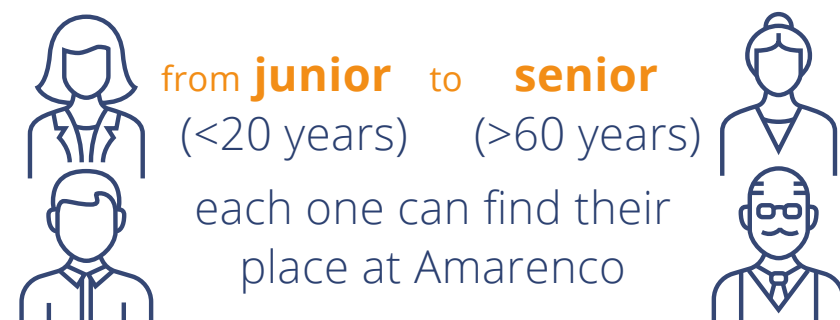 from junior to senior
(<20 years) (>60 years)
each one can find their
place at Amarenco